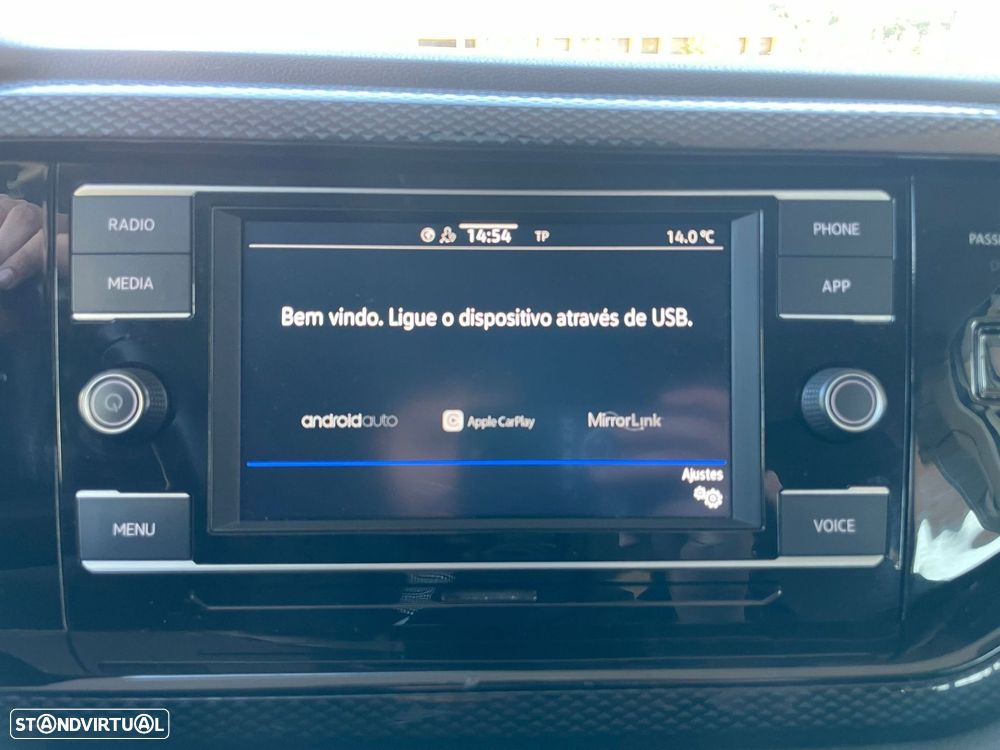 RADIO
MEDIA
14:54 TP 14.0 °C
Bem vindo. Ligue o dispositivo através de USB.
androidauto Apple CarPlay MirrorLink
Ajustes
PHONE
APP
PASS
MENU
VOICE
STANDVIRTUAL